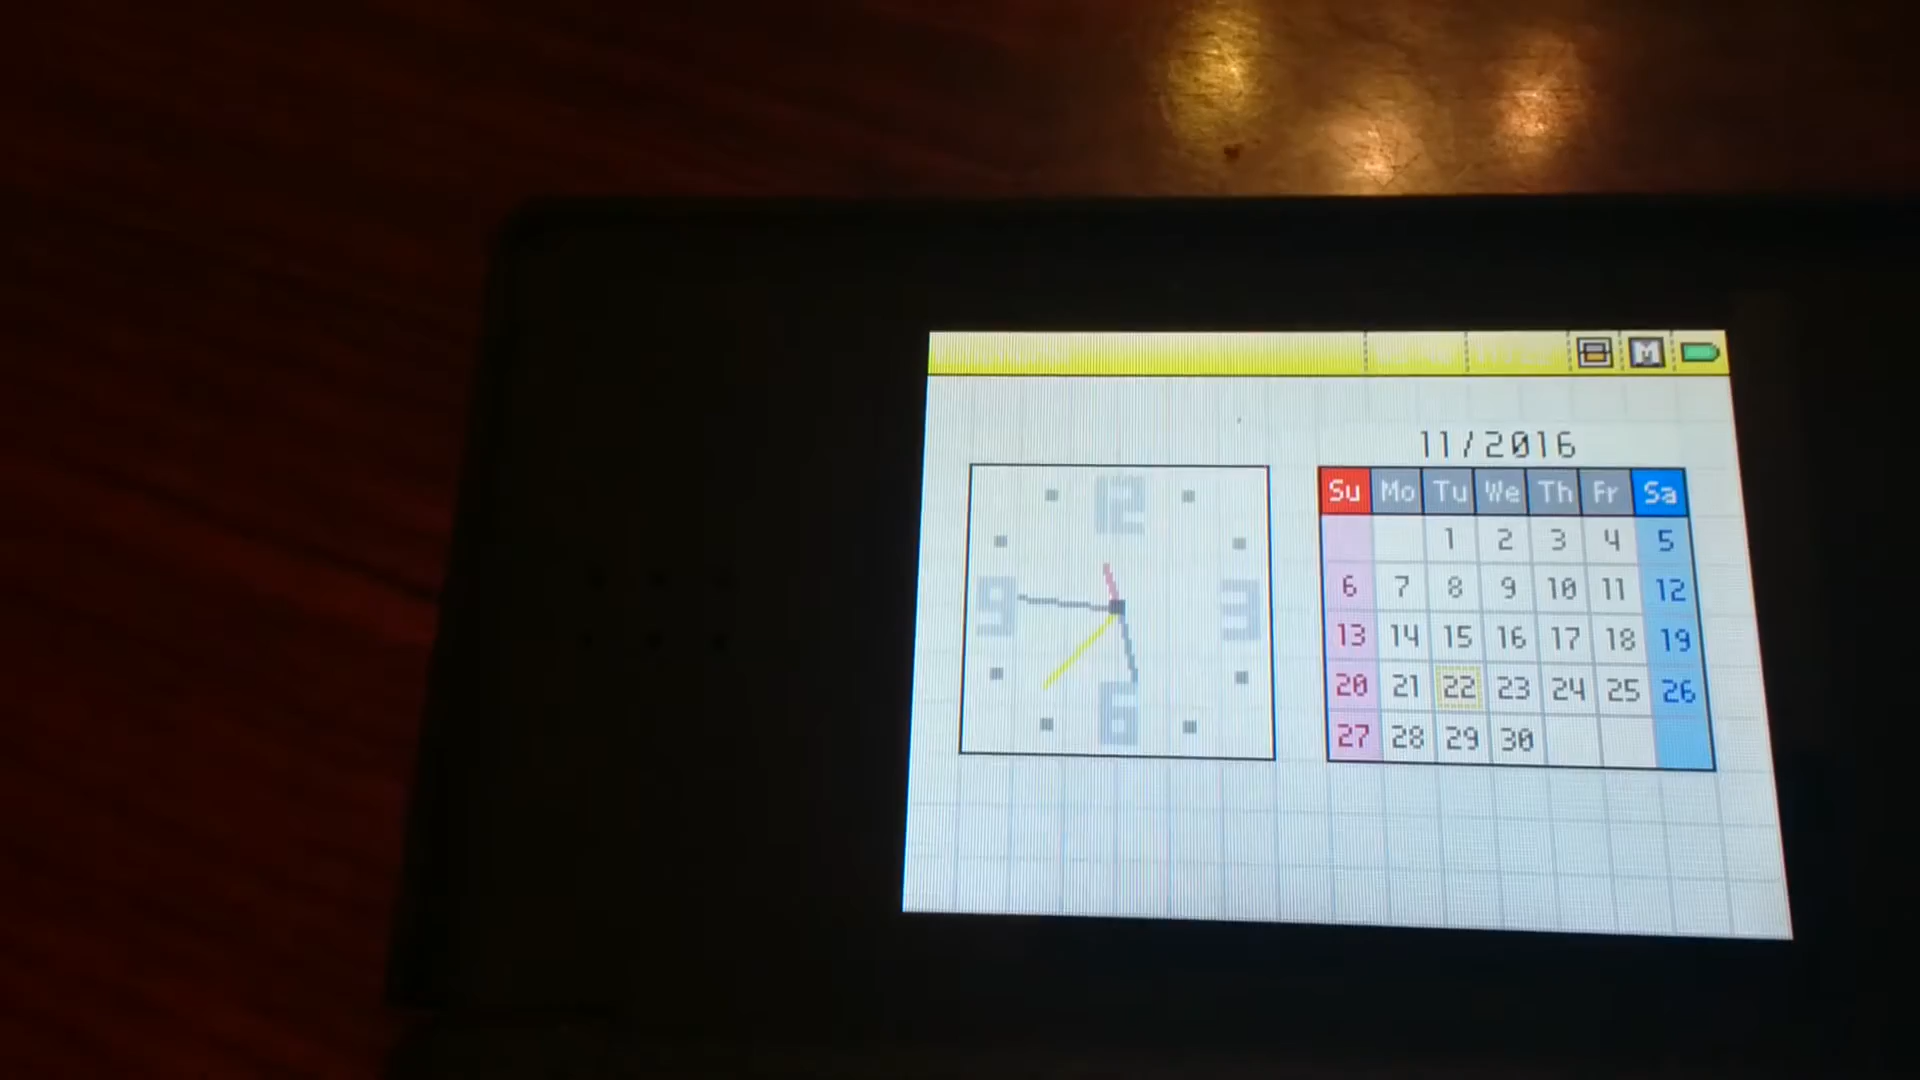 M
11/2016
12
9 3
6
Su Mo Tu We Th Fr Sa
1 2 3 4 5
6 7 8 9 10 11 12
13 14 15 16 17 18 19
20 21 22 23 24 25 26
27 28 29 30